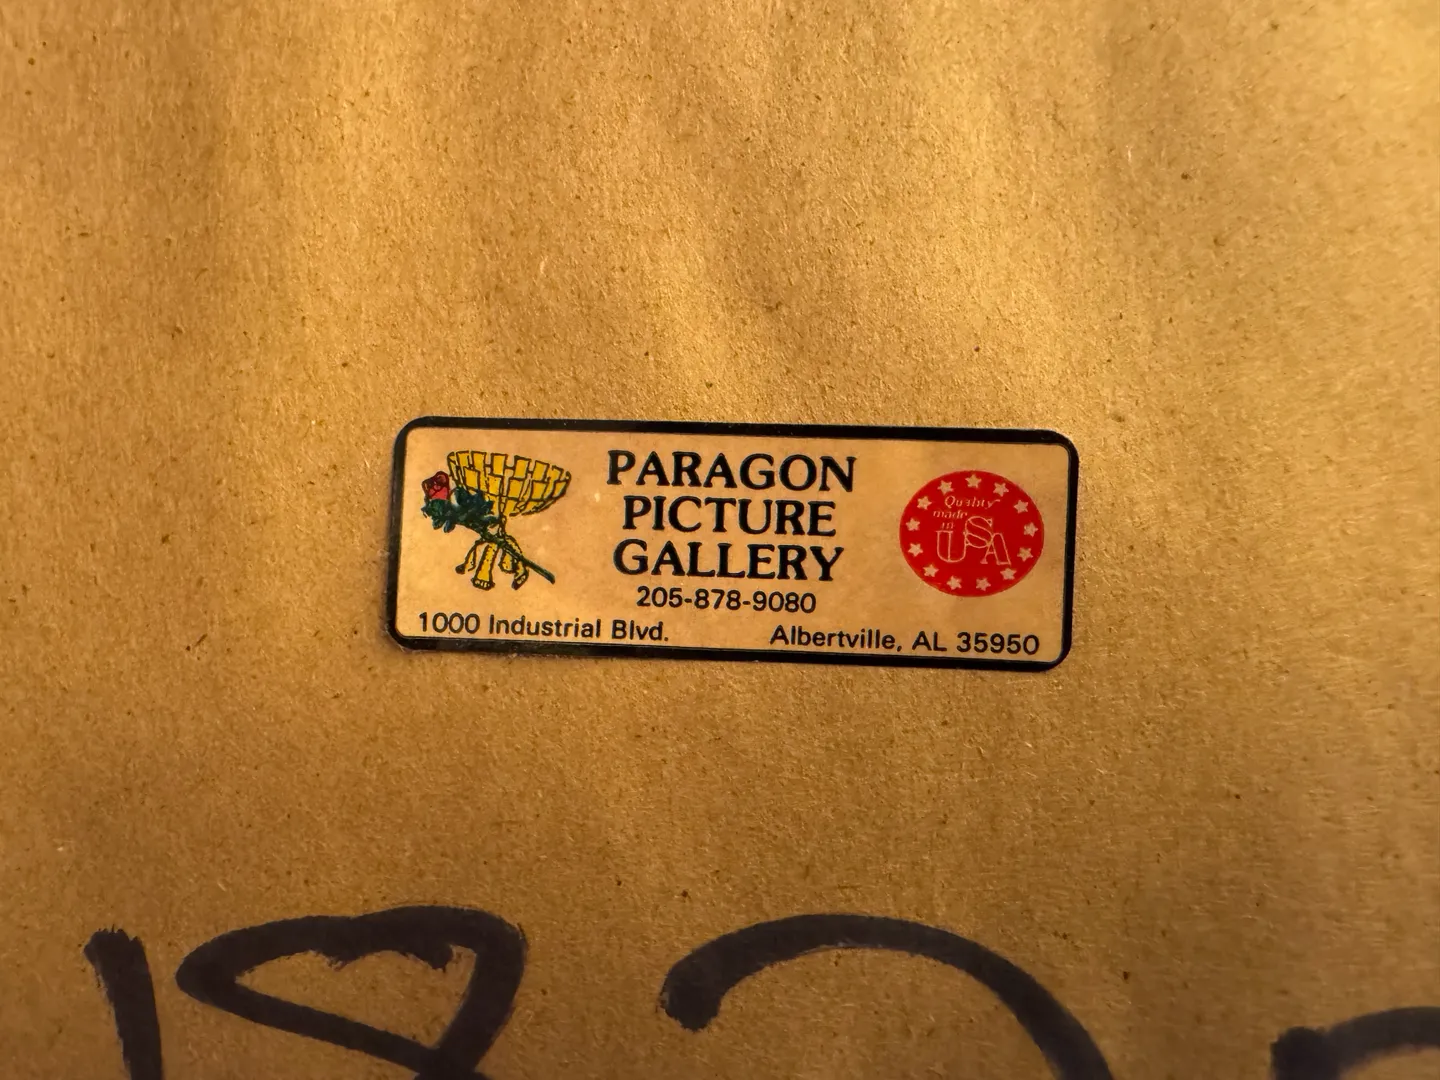 PARAGON
PICTURE
GALLERY
205-878-9080
1000 Industrial Blvd. Albertville, AL 35950
Quality
made
in
USA